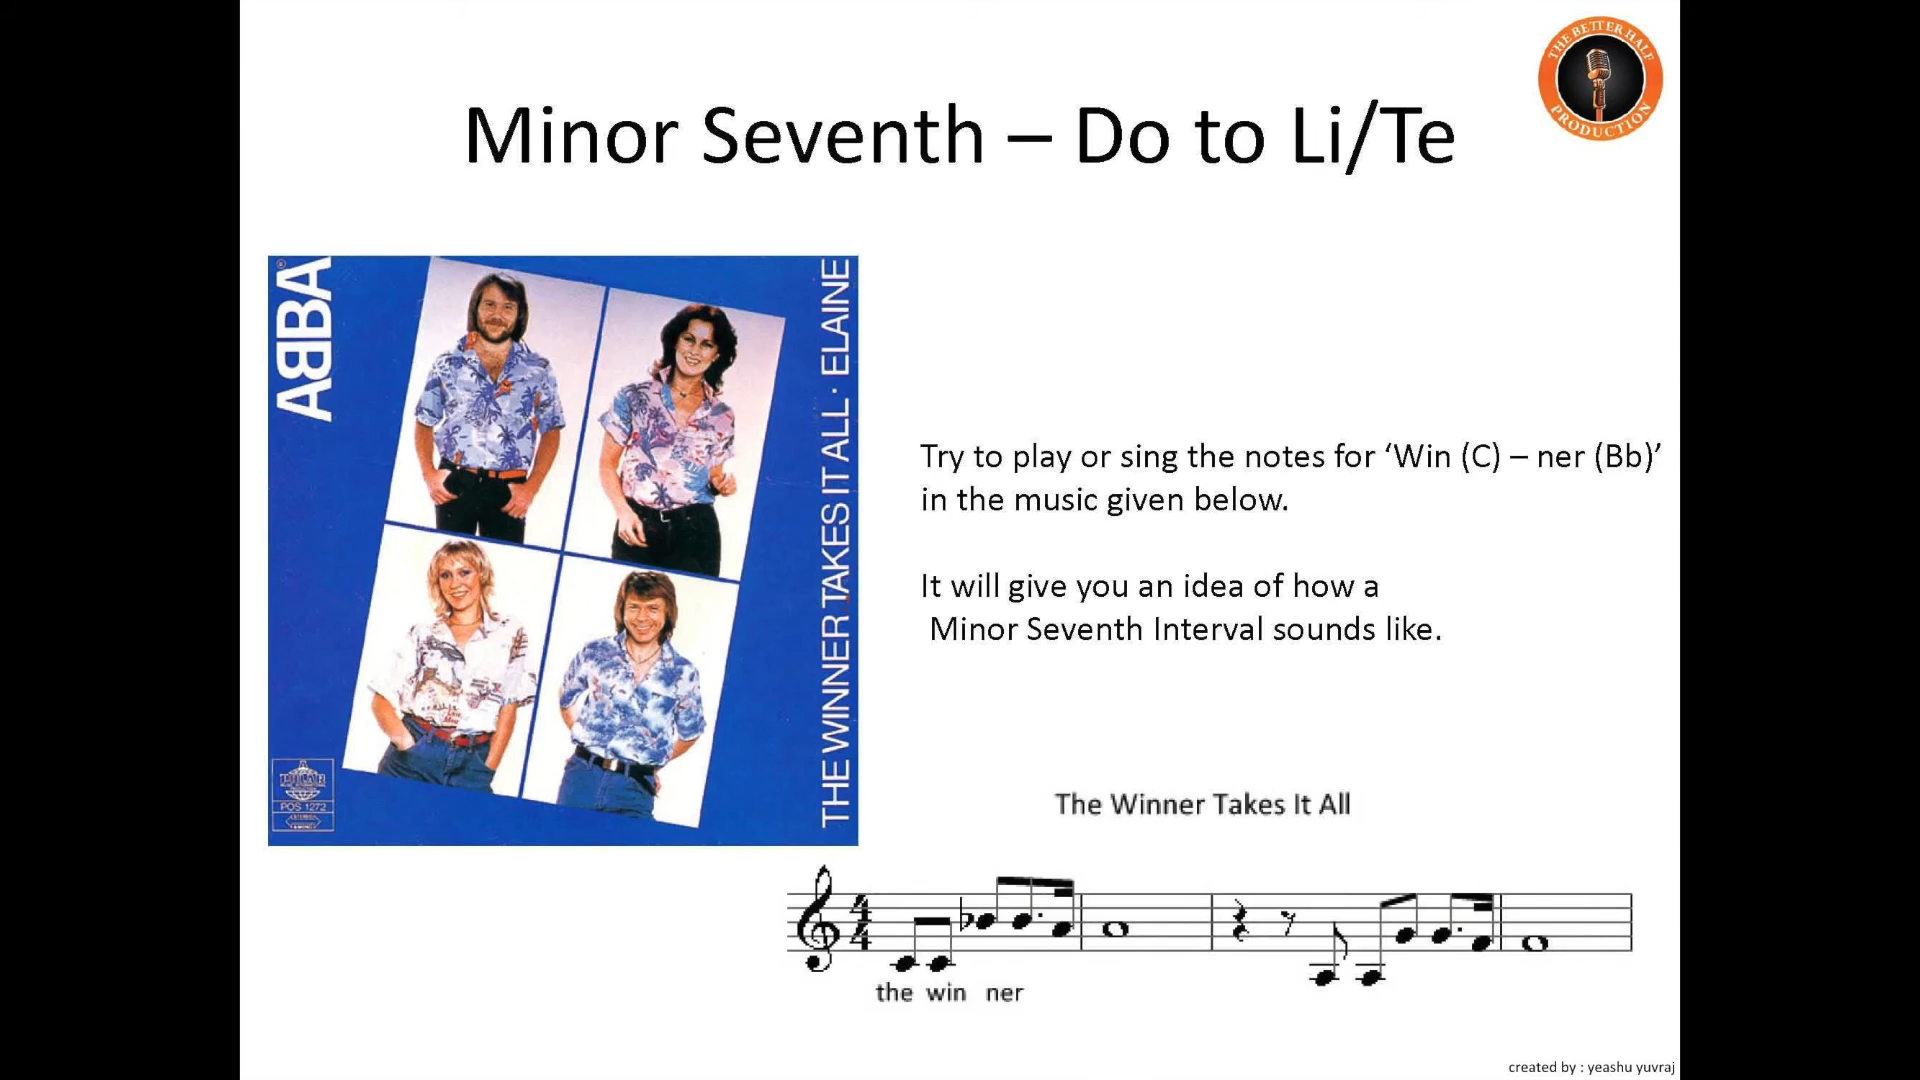 THE BETTER HALF
PRODUCTION
Minor Seventh – Do to Li/Te
ABBA
THE WINNER TAKES IT ALL · ELAINE
POLAR
POS 1272
Try to play or sing the notes for ‘Win (C) – ner (Bb)’
in the music given below.
It will give you an idea of how a
Minor Seventh Interval sounds like.
The Winner Takes It All
4
4
the win ner
created by : yeashu yuvraj